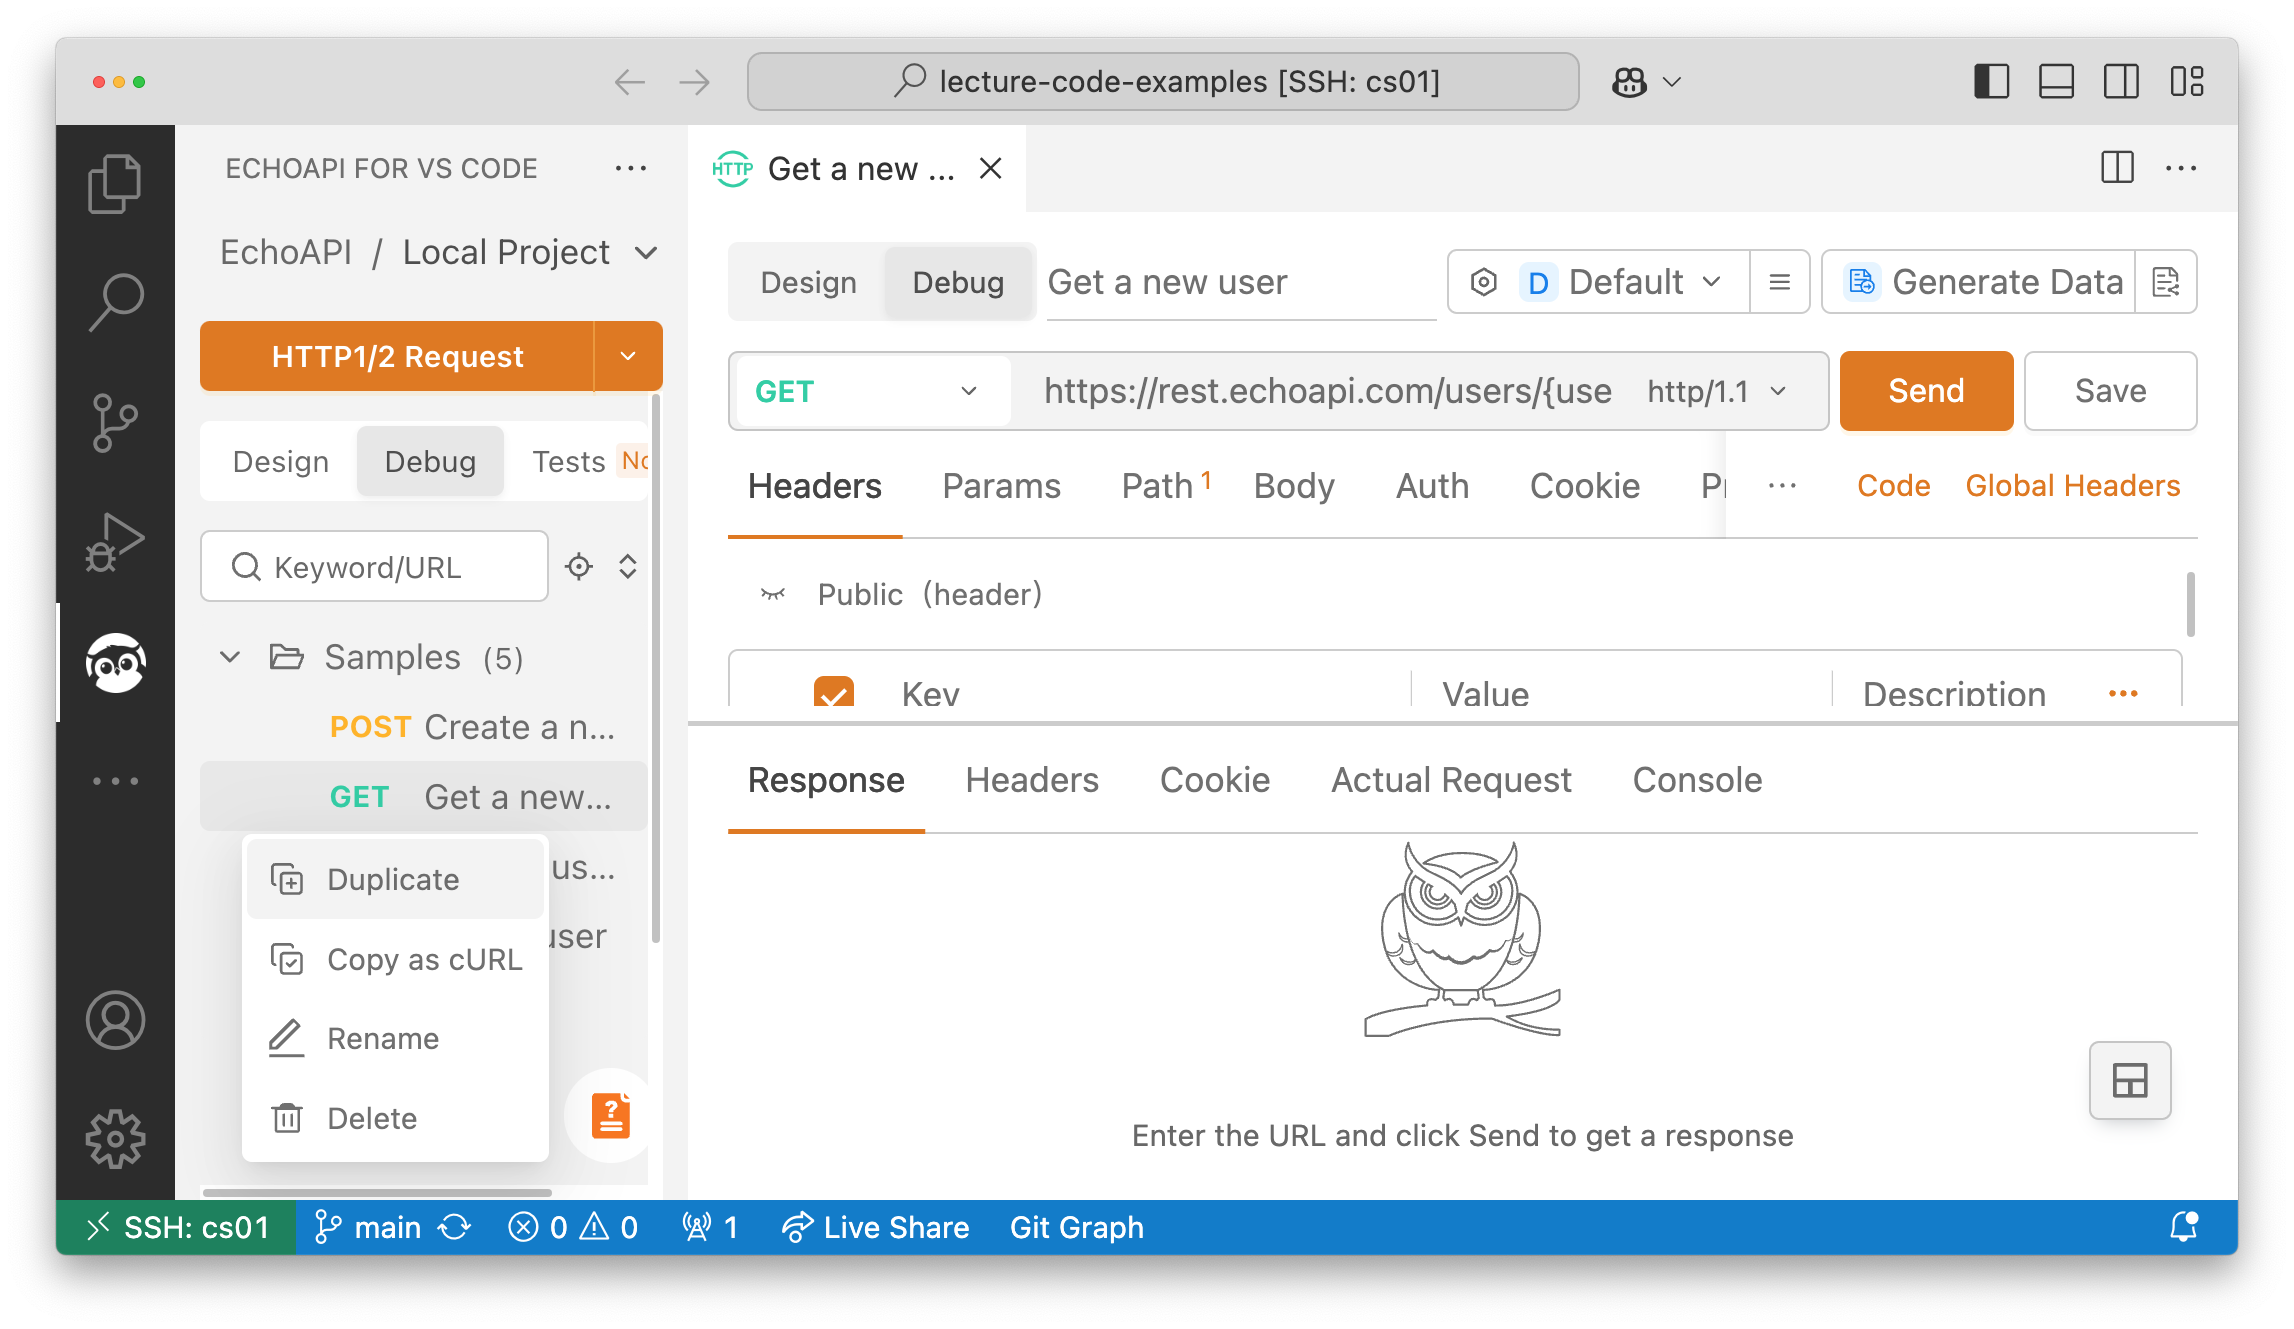 lecture-code-examples [SSH: cs01]
ECHOAPI FOR VS CODE
EchoAPI / Local Project
HTTP1/2 Request
Design Debug Tests
Keyword/URL
Samples (5)
POST Create a n...
GET Get a new...
us...
user
Duplicate
Copy as cURL
Rename
Delete
HTTP Get a new ...
Design Debug Get a new user D Default Generate Data
GET https://rest.echoapi.com/users/{use http/1.1 Send Save
Headers Params Path 1 Body Auth Cookie ... Code Global Headers
Public (header)
Key Value Description
Response Headers Cookie Actual Request Console
Enter the URL and click Send to get a response
SSH: cs01 main 0 0 1 Live Share Git Graph